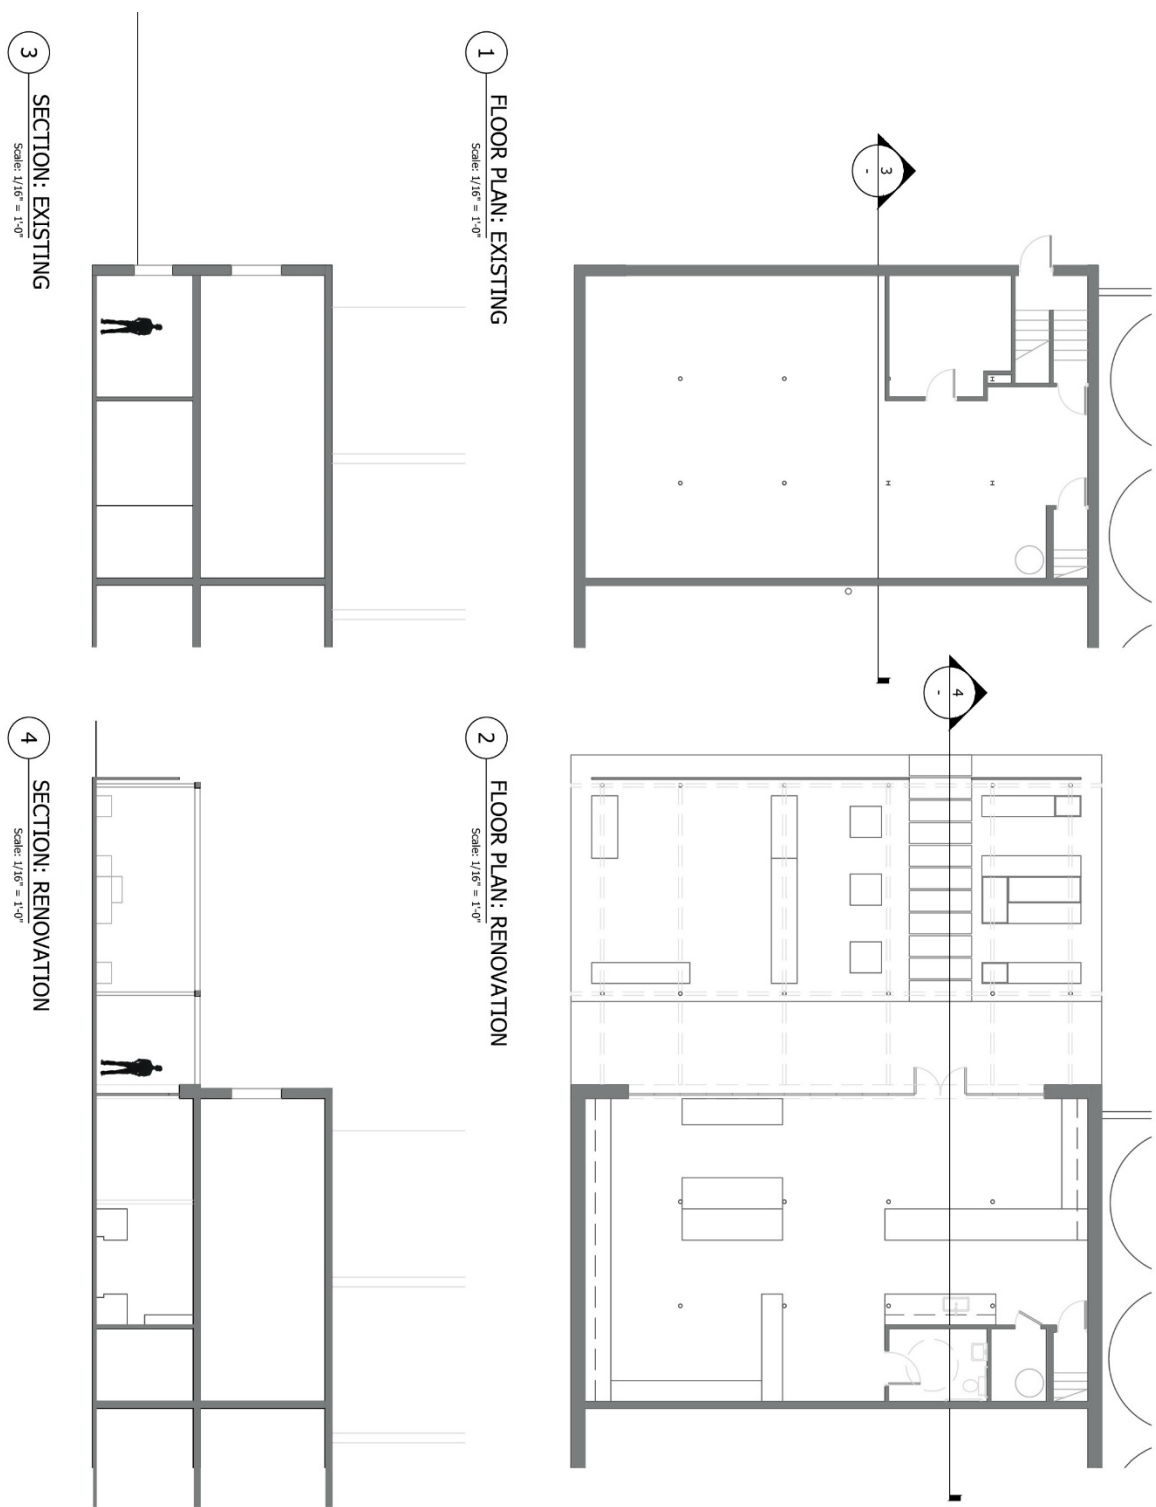 1
FLOOR PLAN: EXISTING
Scale: 1/16" = 1'-0"
3
-
2
FLOOR PLAN: RENOVATION
Scale: 1/16" = 1'-0"
4
-
3
SECTION: EXISTING
Scale: 1/16" = 1'-0"
4
SECTION: RENOVATION
Scale: 1/16" = 1'-0"